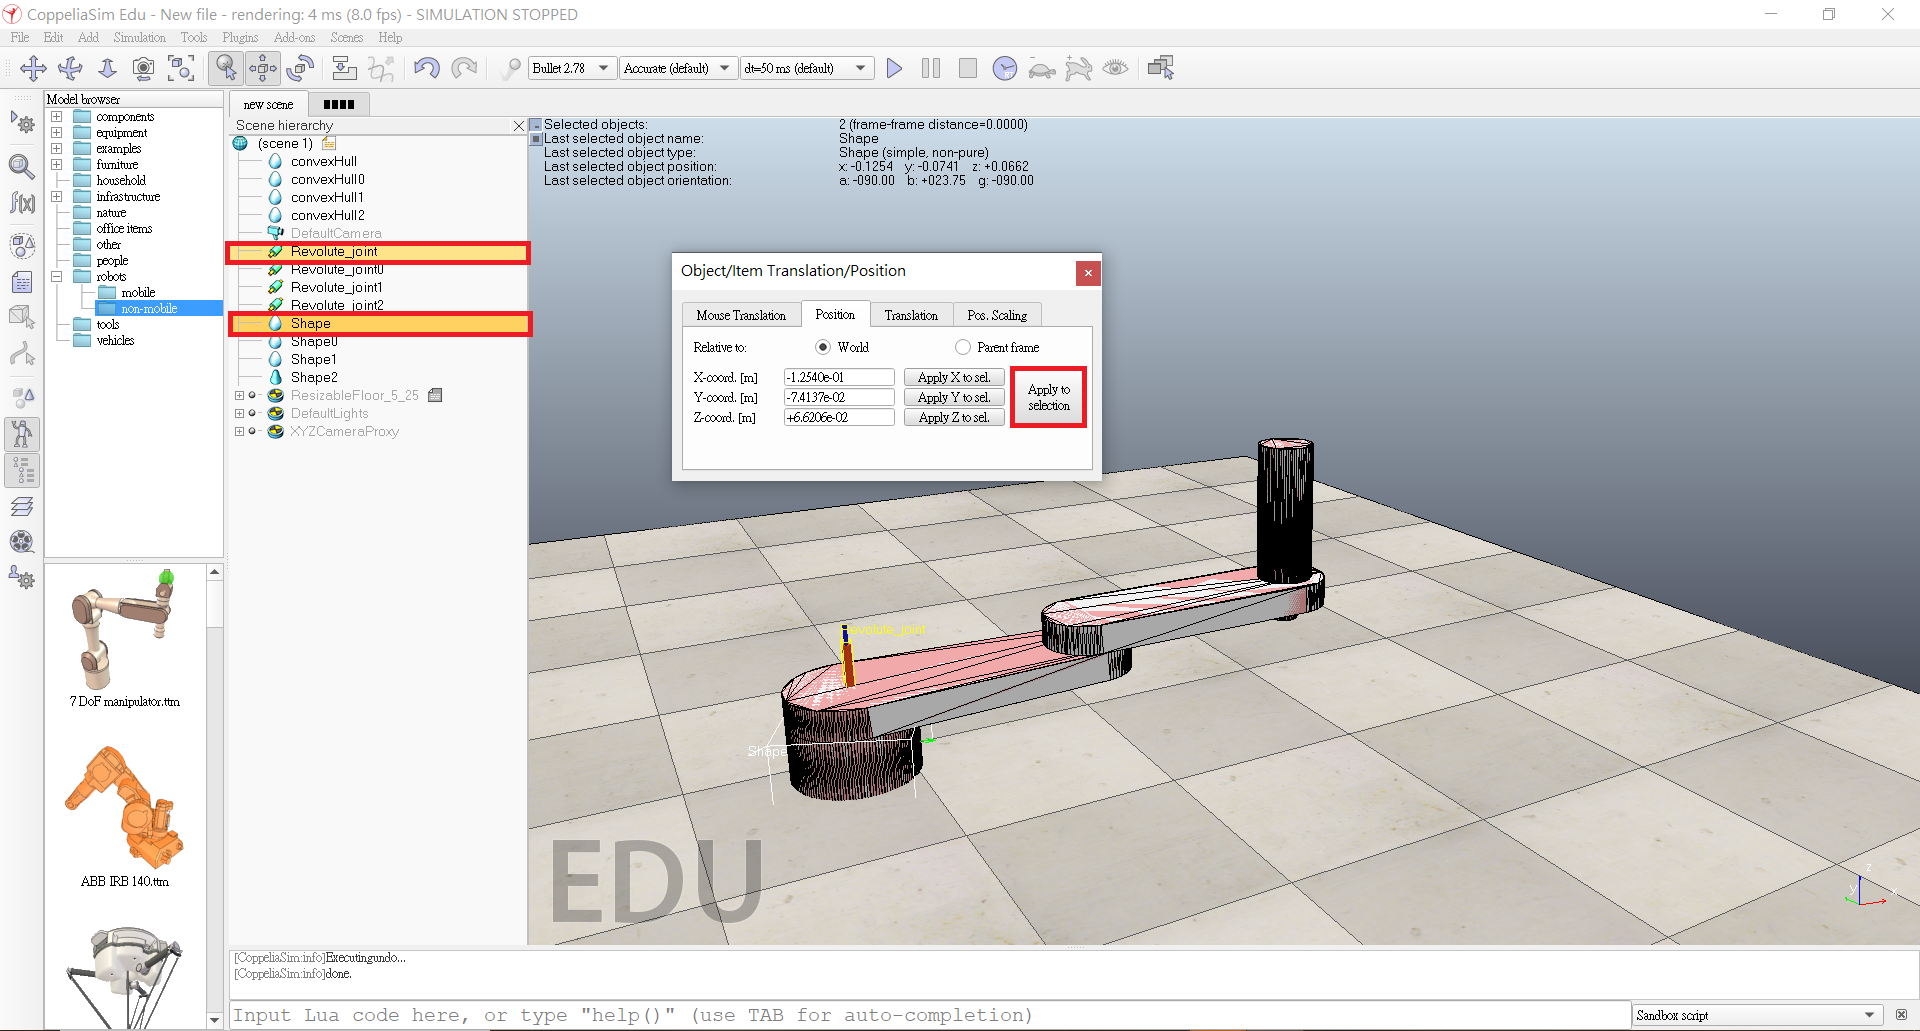 CoppeliaSim Edu - New file - rendering: 4 ms (8.0 fps) - SIMULATION STOPPED
File Edit Add Simulation Tools Plugins Add-ons Scenes Help
Bullet 2.78 Accurate (default) dt=50 ms (default)
Model browser
components
equipment
examples
furniture
household
infrastructure
nature
office items
other
people
robots
mobile
non-mobile
tools
vehicles
7 DoF manipulator.ttm
ABB IRB 140.ttm
new scene
Scene hierarchy
(scene 1)
convexHull
convexHull0
convexHull1
convexHull2
DefaultCamera
Revolute_joint
Revolute_joint0
Revolute_joint1
Revolute_joint2
Shape
Shape0
Shape1
Shape2
ResizableFloor_5_25
DefaultLights
XYZCameraProxy
Selected objects: 2 (frame-frame distance=0.0000)
Last selected object name: Shape
Last selected object type: Shape (simple, non-pure)
Last selected object position: x: -0.1254 y: -0.0741 z: +0.0662
Last selected object orientation: a: -090.00 b: +023.75 g: -090.00
Object/Item Translation/Position
Mouse Translation Position Translation Pos. Scaling
Relative to: World Parent frame
X-coord. [m] -1.2540e-01 Apply X to sel.
Y-coord. [m] -7.4137e-02 Apply Y to sel.
Z-coord. [m] +6.6206e-02 Apply Z to sel.
Apply to
selection
Shape
EDU
z
y
x
[CoppeliaSim:info]Executingundo...
[CoppeliaSim:info]done.
Input Lua code here, or type "help()" (use TAB for auto-completion)
Sandbox script